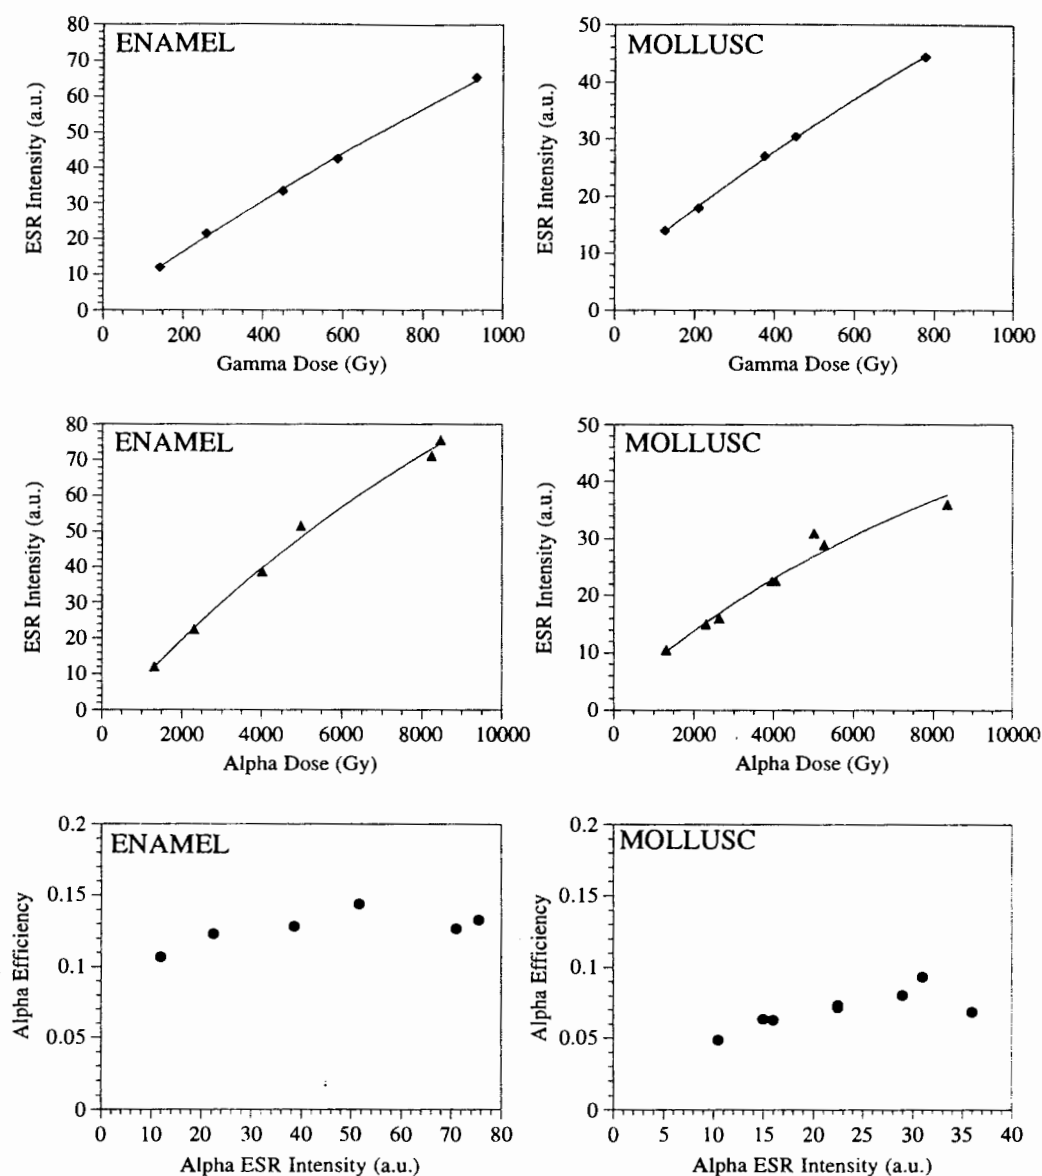 ENAMEL
80
70
60
50
40
30
20
10
0
ESR Intensity (a.u.)
0 200 400 600 800 1000
Gamma Dose (Gy)
MOLLUSC
50
40
30
20
10
0
ESR Intensity (a.u.)
0 200 400 600 800 1000
Gamma Dose (Gy)
ENAMEL
80
70
60
50
40
30
20
10
0
ESR Intensity (a.u.)
0 2000 4000 6000 8000 10000
Alpha Dose (Gy)
MOLLUSC
50
40
30
20
10
0
ESR Intensity (a.u.)
0 2000 4000 6000 8000 10000
Alpha Dose (Gy)
ENAMEL
0.2
0.15
0.1
0.05
0
Alpha Efficiency
0 10 20 30 40 50 60 70 80
Alpha ESR Intensity (a.u.)
MOLLUSC
0.2
0.15
0.1
0.05
0
Alpha Efficiency
0 5 10 15 20 25 30 35 40
Alpha ESR Intensity (a.u.)